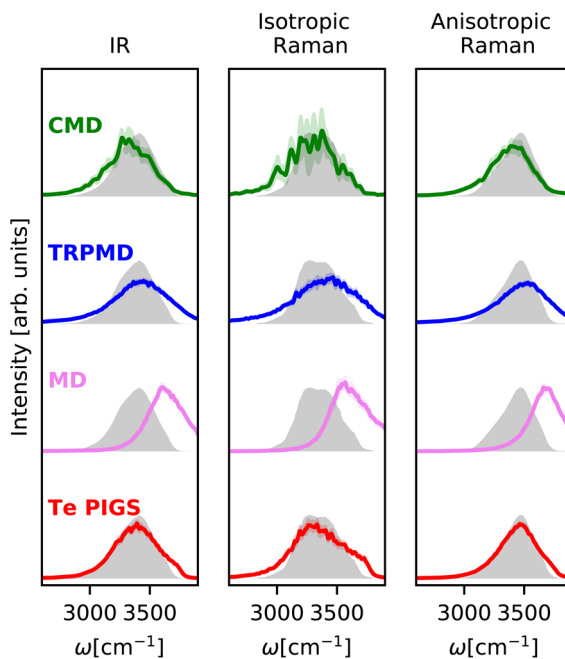 IR
Isotropic
Raman
Anisotropic
Raman
CMD
TRPMD
MD
Te PIGS
Intensity [arb. units]
3000 3500
3000 3500
3000 3500
ω[cm⁻¹]
ω[cm⁻¹]
ω[cm⁻¹]